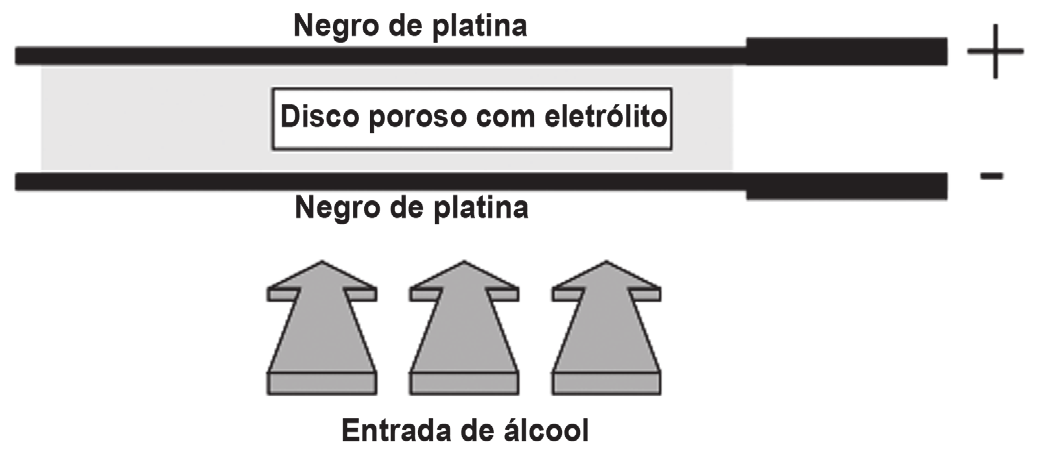 Negro de platina
+
Disco poroso com eletrólito
-
Negro de platina
Entrada de álcool